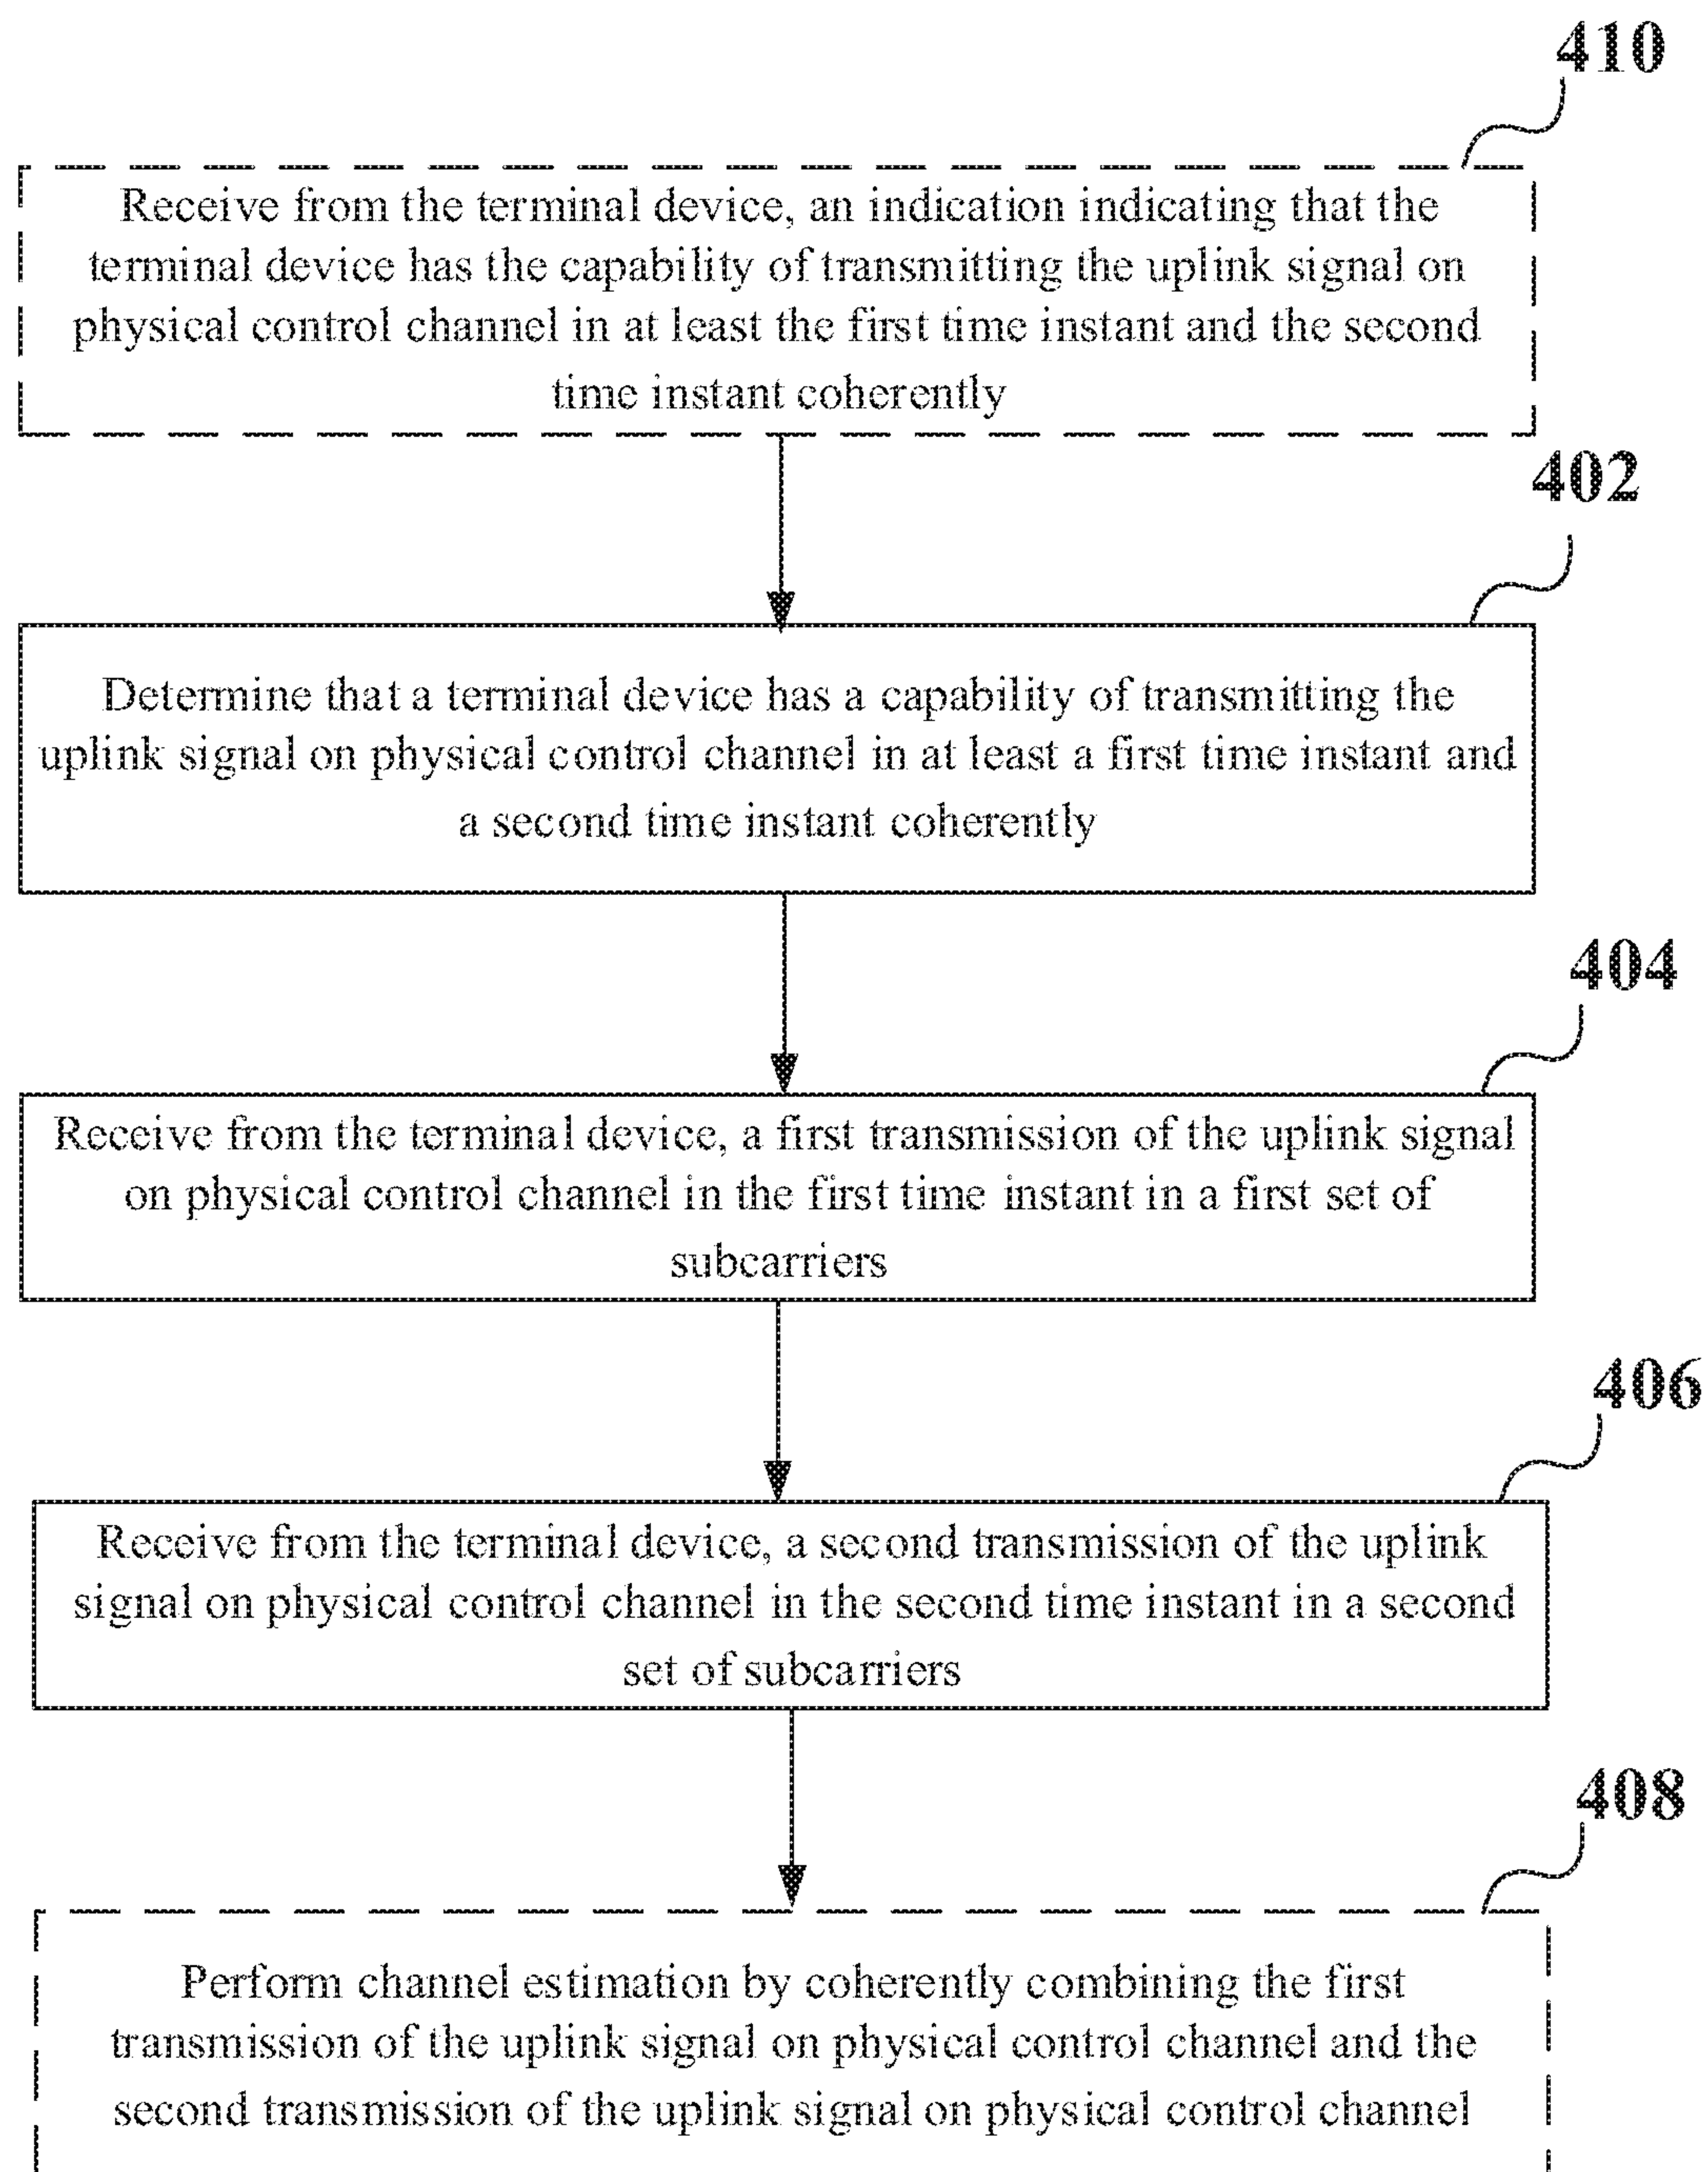 410
Receive from the terminal device, an indication indicating that the
terminal device has the capability of transmitting the uplink signal on
physical control channel in at least the first time instant and the second
time instant coherently
402
Determine that a terminal device has a capability of transmitting the
uplink signal on physical control channel in at least a first time instant and
a second time instant coherently
404
Receive from the terminal device, a first transmission of the uplink signal
on physical control channel in the first time instant in a first set of
subcarriers
406
Receive from the terminal device, a second transmission of the uplink
signal on physical control channel in the second time instant in a second
set of subcarriers
408
Perform channel estimation by coherently combining the first
transmission of the uplink signal on physical control channel and the
second transmission of the uplink signal on physical control channel